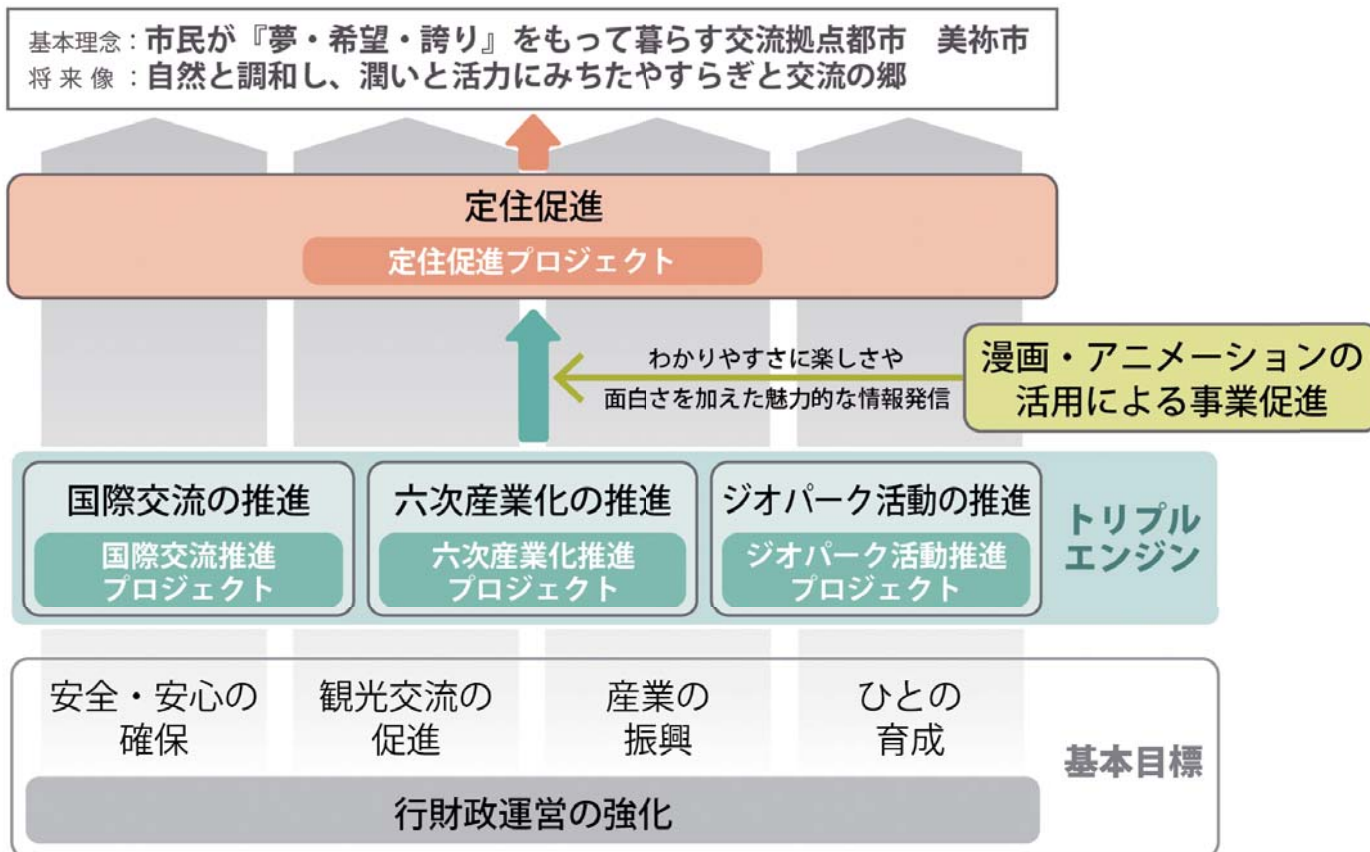 基本理念：市民が『夢・希望・誇り』をもって暮らす交流拠点都市　美祢市
将来像：自然と調和し、潤いと活力にみちたやすらぎと交流の郷
定住促進
定住促進プロジェクト
わかりやすさに楽しさや
面白さを加えた魅力的な情報発信
漫画・アニメーションの
活用による事業促進
国際交流の推進
国際交流推進
プロジェクト
六次産業化の推進
六次産業化推進
プロジェクト
ジオパーク活動の推進
ジオパーク活動推進
プロジェクト
トリプル
エンジン
安全・安心の
確保
観光交流の
促進
産業の
振興
ひとの
育成
基本目標
行財政運営の強化